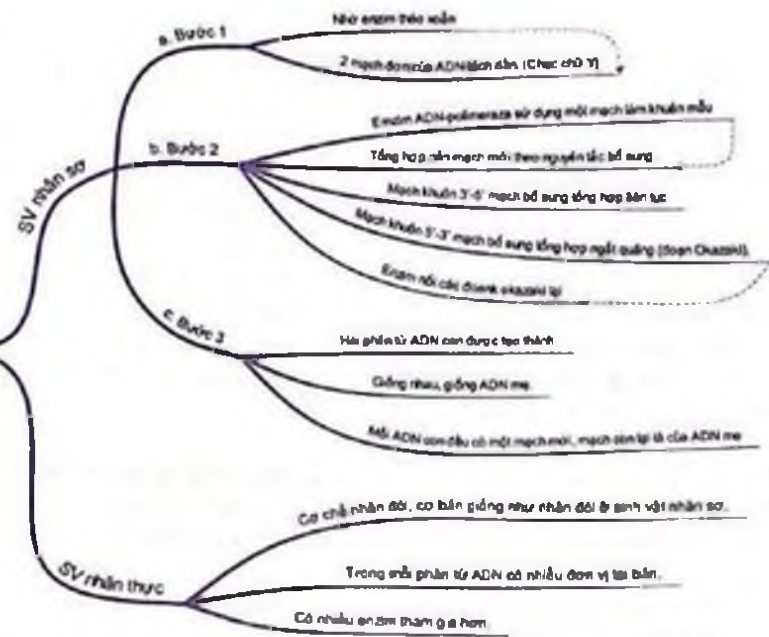 SV nhân sơ
a. Bước 1
Nhờ enzim tháo xoắn
2 mạch đơn của ADN tách dần (Chạc chữ Y)
b. Bước 2
Enzim ADN-polimeraza sử dụng một mạch làm khuôn mẫu
Tổng hợp nên mạch mới theo nguyên tắc bổ sung
Mạch khuôn 3'-5' mạch bổ sung tổng hợp liên tục
Mạch khuôn 5'-3' mạch bổ sung tổng hợp ngắt quãng (đoạn Okazaki).
Enzim nối các okazaki lại
c. Bước 3
Hai phân tử ADN con được tạo thành
Giống nhau, giống ADN mẹ
Mỗi ADN con đều có một mạch mới, mạch còn lại là của ADN mẹ
SV nhân thực
Cơ chế nhân đôi, cơ bản giống như nhân đôi ở sinh vật nhân sơ.
Trong mỗi phân tử ADN có nhiều đơn vị tái bản.
Có nhiều enzim tham gia hơn